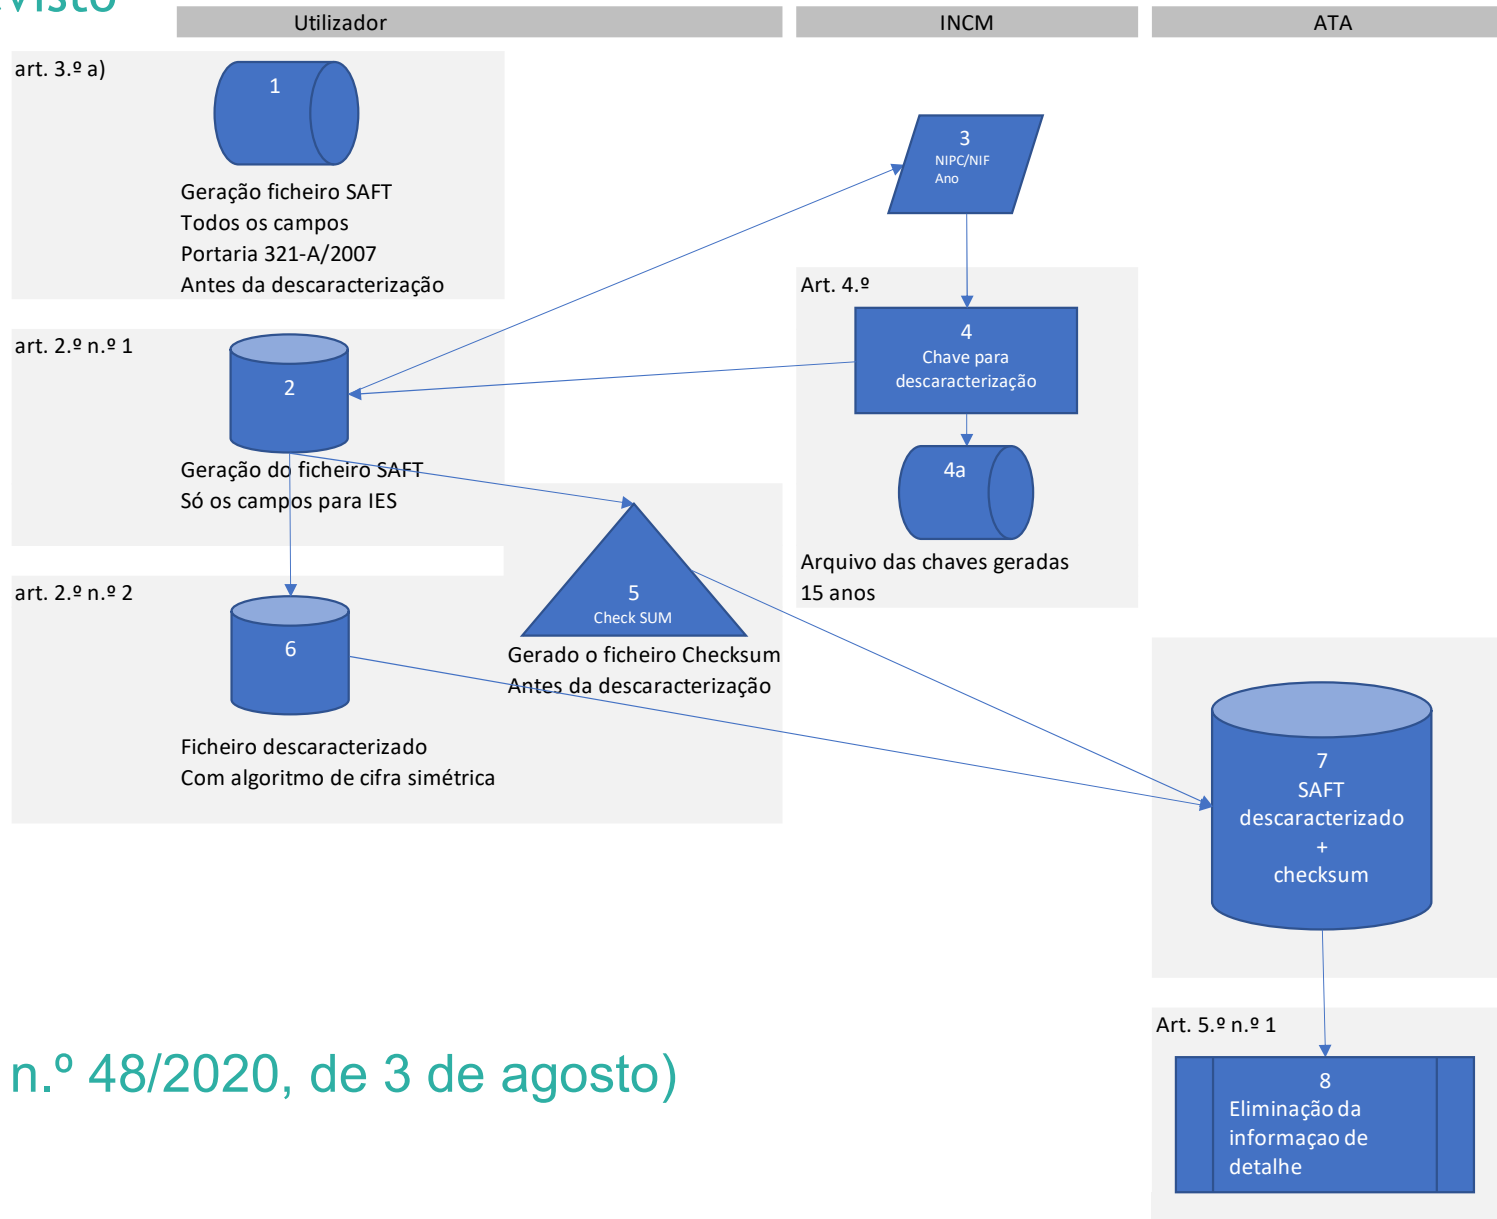 evisto
Utilizador
INCM
ATA
art. 3.º a)
1
Geração ficheiro SAFT
Todos os campos
Portaria 321-A/2007
Antes da descaracterização
3
NIPC/NIF
Ano
art. 2.º n.º 1
2
Geração do ficheiro SAFT
Só os campos para IES
Art. 4.º
4
Chave para
descaracterização
4a
Arquivo das chaves geradas
15 anos
art. 2.º n.º 2
6
Ficheiro descaracterizado
Com algoritmo de cifra simétrica
5
Check SUM
Gerado o ficheiro Checksum
Antes da descaracterização
7
SAFT
descaracterizado
+
checksum
Art. 5.º n.º 1
8
Eliminação da
informaçao de
detalhe
n.º 48/2020, de 3 de agosto)